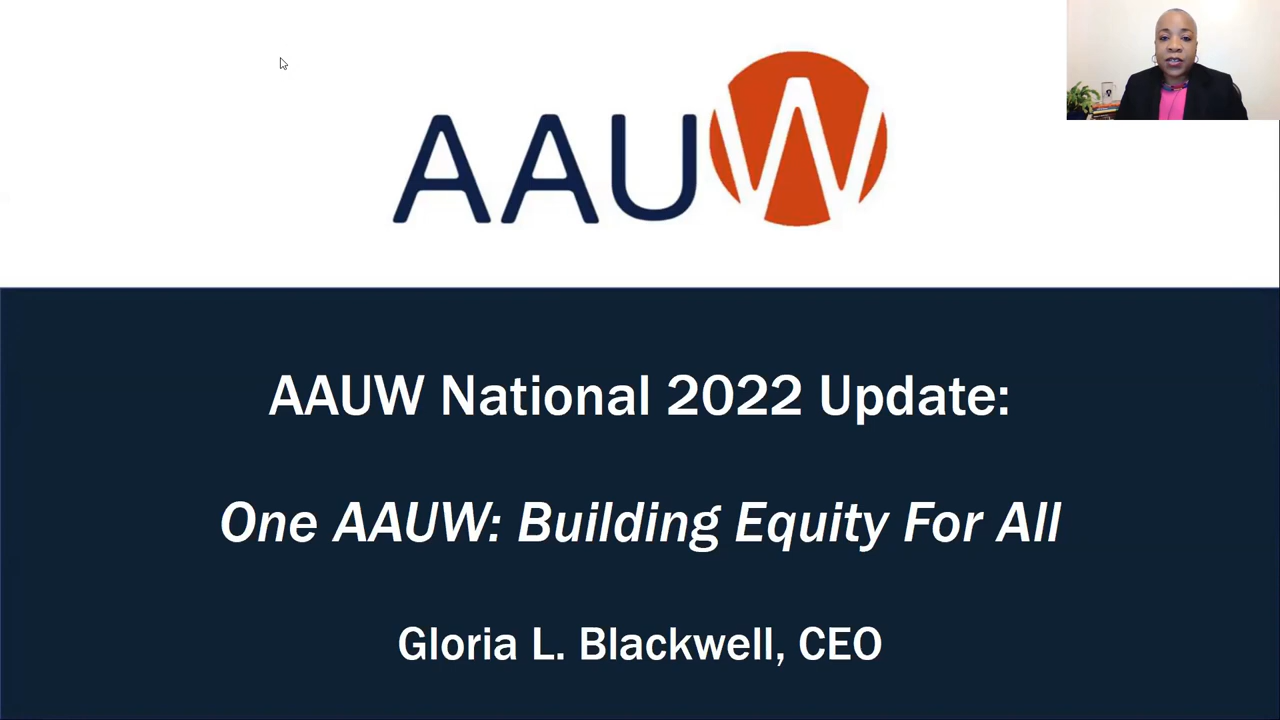 AAUW
AAUW National 2022 Update:
One AAUW: Building Equity For All
Gloria L. Blackwell, CEO